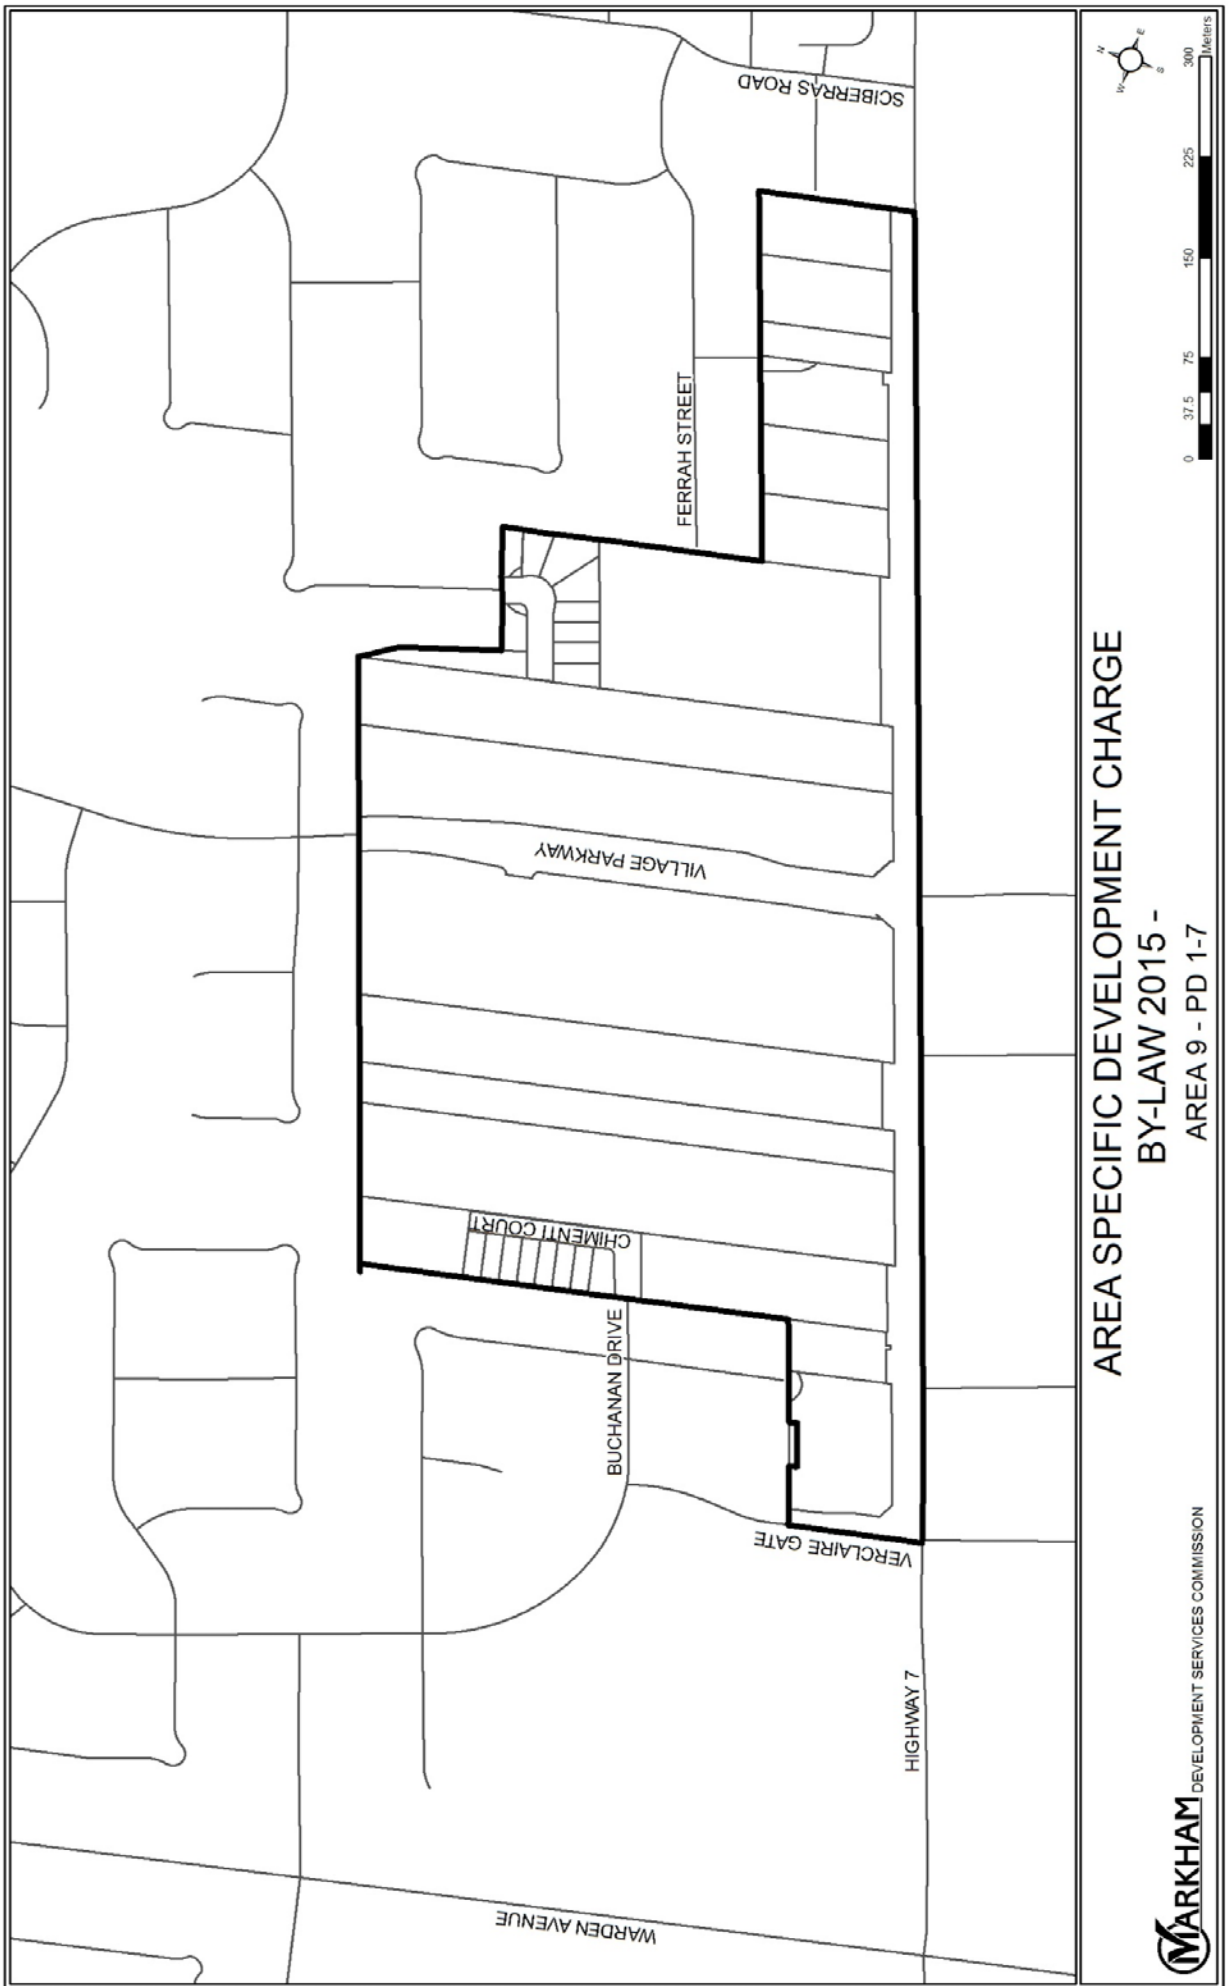 WARDEN AVENUE
HIGHWAY 7
VERCLAIRE GATE
BUCHANAN DRIVE
CHIMENTI COURT
VILLAGE PARKWAY
FERRAH STREET
SCIBERRAS ROAD
AREA SPECIFIC DEVELOPMENT CHARGE
BY-LAW 2015 -
AREA 9 - PD 1-7
MARKHAM DEVELOPMENT SERVICES COMMISSION
N
E
S
W
0 37.5 75 150 225 300
Meters